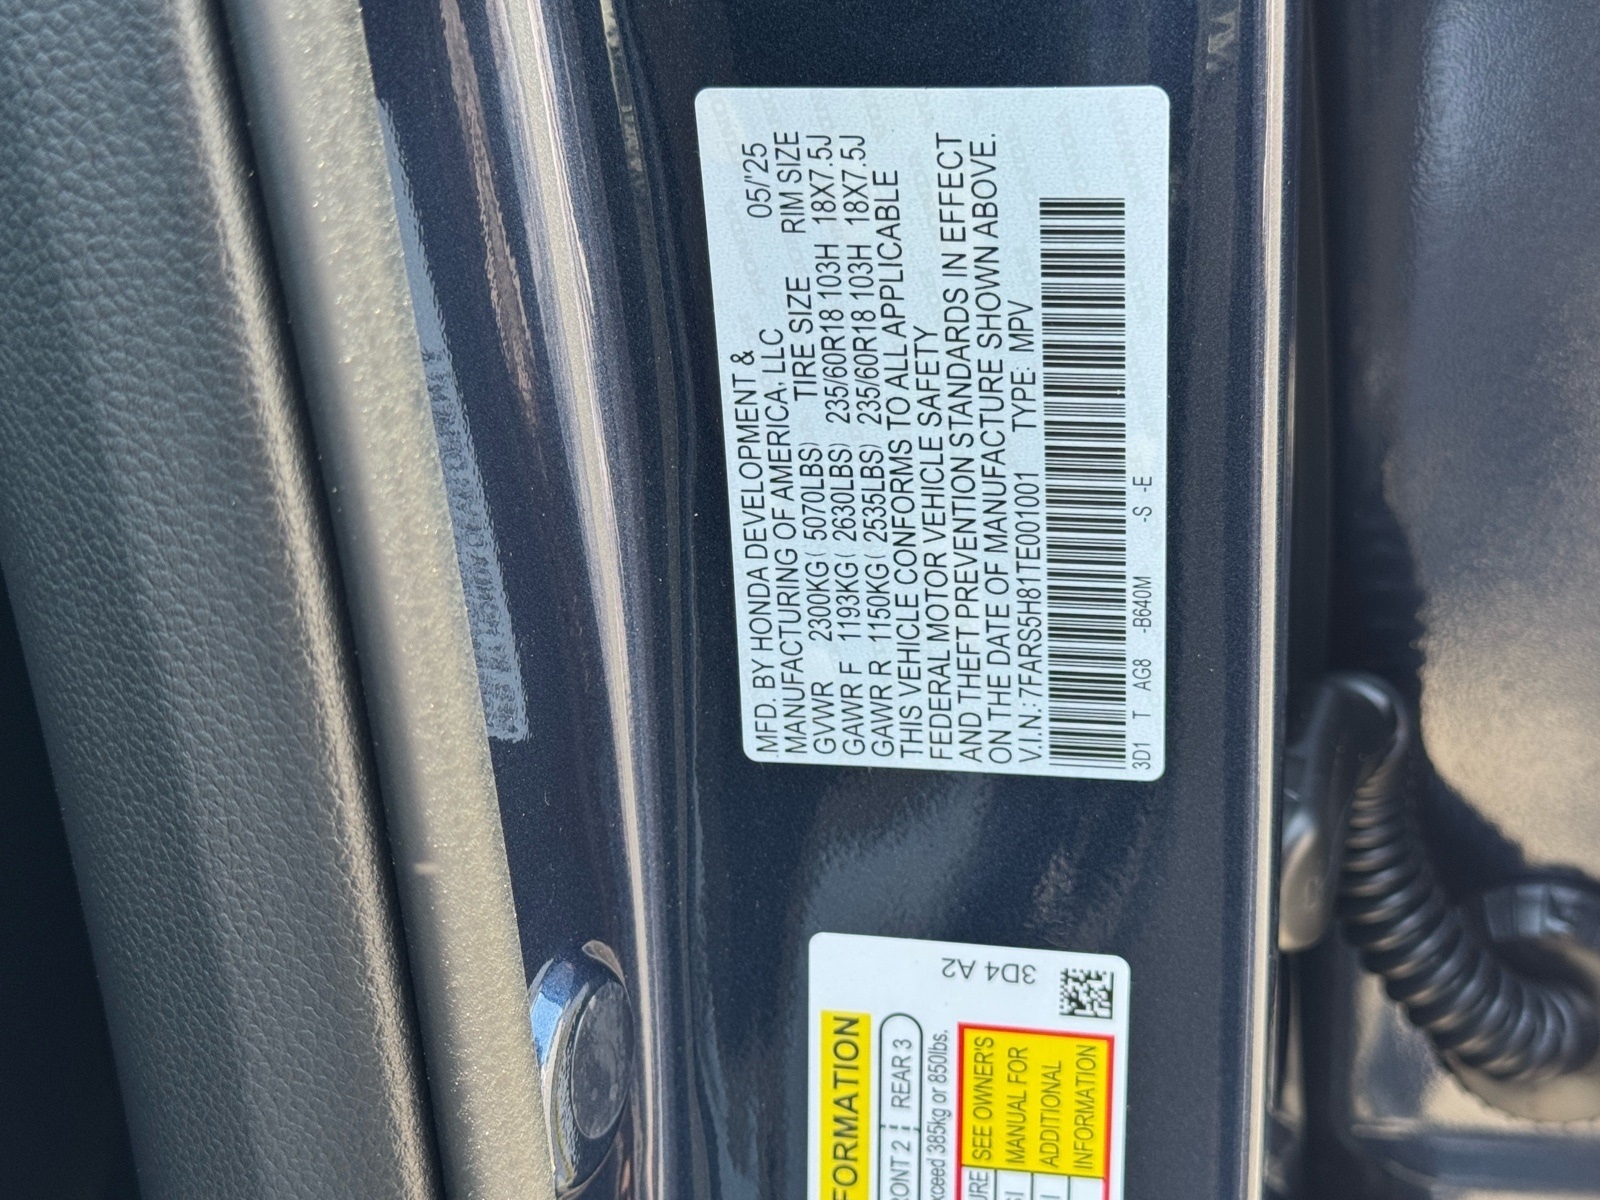 MFD. BY HONDA DEVELOPMENT &
MANUFACTURING OF AMERICA, LLC 05/'25
TIRE SIZE RIM SIZE
GVWR 2300KG( 5070LBS)
GAWR F 1193KG( 2630LBS) 235/60R18 103H 18X7.5J
GAWR R 1150KG( 2535LBS) 235/60R18 103H 18X7.5J
THIS VEHICLE CONFORMS TO ALL APPLICABLE
FEDERAL MOTOR VEHICLE SAFETY
AND THEFT PREVENTION STANDARDS IN EFFECT
ON THE DATE OF MANUFACTURE SHOWN ABOVE.
V.I.N.: 7FARS5H81TE001001 TYPE: MPV
3D1 T AG8 -B640M -S -E
3D4 A2
FORMATION
RONT 2 REAR 3
xceed 385kg or 850lbs.
URE
SEE OWNER'S
MANUAL FOR
ADDITIONAL
INFORMATION